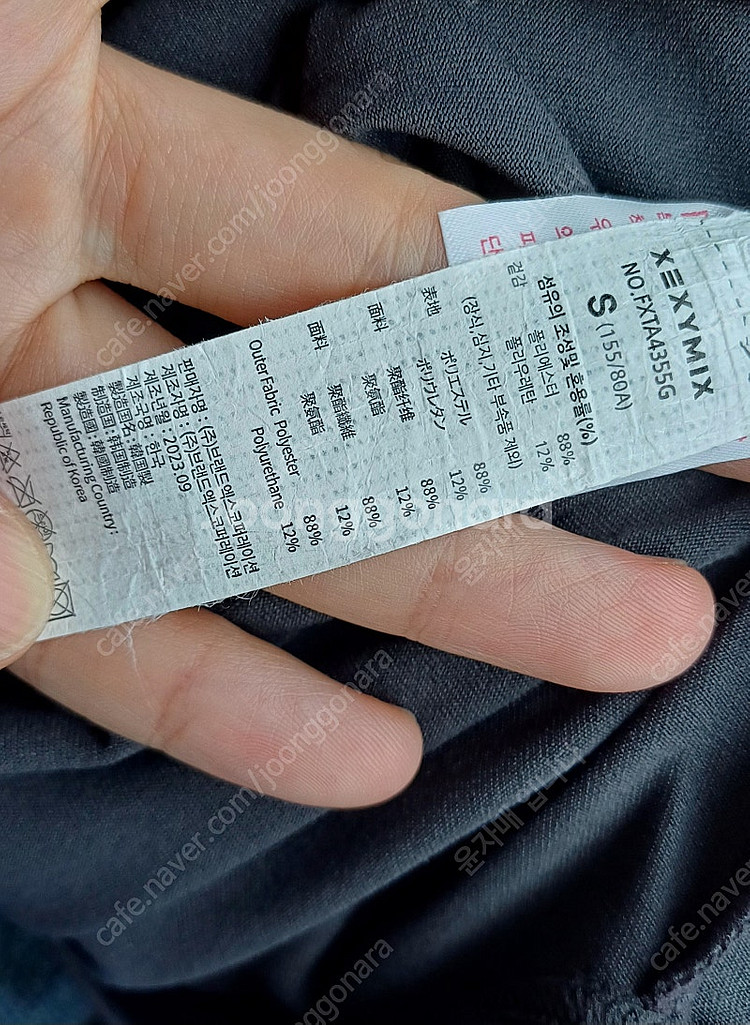 XEXYMIX
NO.FXTA4355G
S (155/80A)
섬유의 조성및 혼용률(%)
겉감 폴리에스터 88%
폴리우레탄 12%
(장식 심지,기타 부속품 제외)
表地 ポリエステル 88%
ポリウレタン 12%
面料 聚酯纤维 88%
聚氨酯 12%
面料 聚酯纖維 88%
聚氨酯 12%
OuterFabric Polyester 88%
Polyurethane 12%
판매자명 : (주)브랜드엑스코퍼레이션
제조자명 : (주)브랜드엑스코퍼레이션
제조년월 : 2023.09
제조국명 : 한국
製造国名 : 韓国製
制造国 : 韩国制造
製造國 : 韓國製造
Manufacturing Country :
Republic of Korea
cafe.naver.com/joonggonara
cafe.naver.com/joonggonara
cafe.naver.com/joonggonara
joonggonara
cafe.naver
cafe.naver